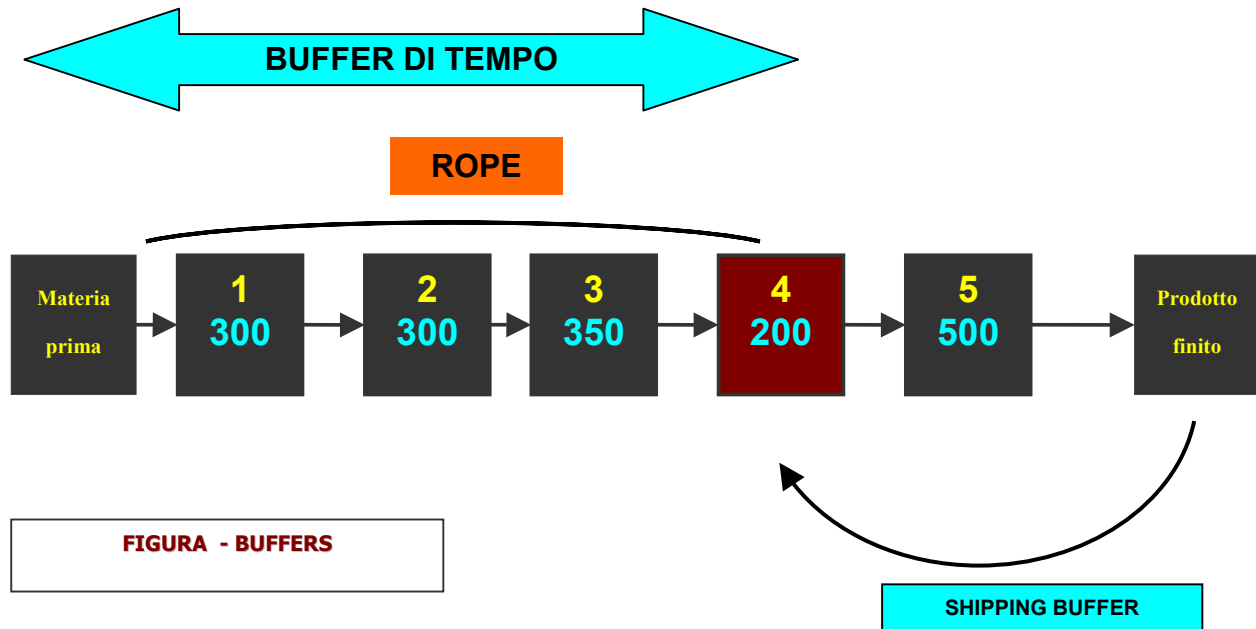 BUFFER DI TEMPO
ROPE
Materia
prima
1
300
2
300
3
350
4
200
5
500
Prodotto
finito
FIGURA - BUFFERS
SHIPPING BUFFER